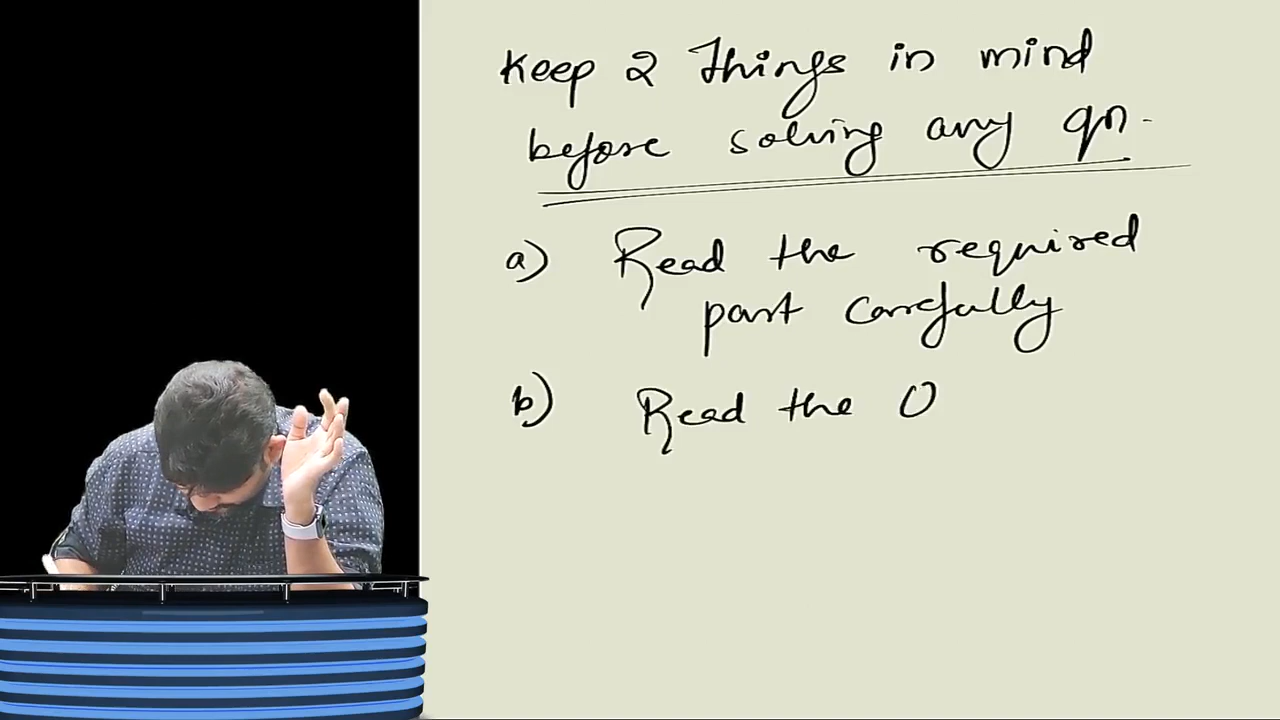 Keep 2 Things in mind
before solving any qn.
a) Read the required
part carefully
b) Read the O